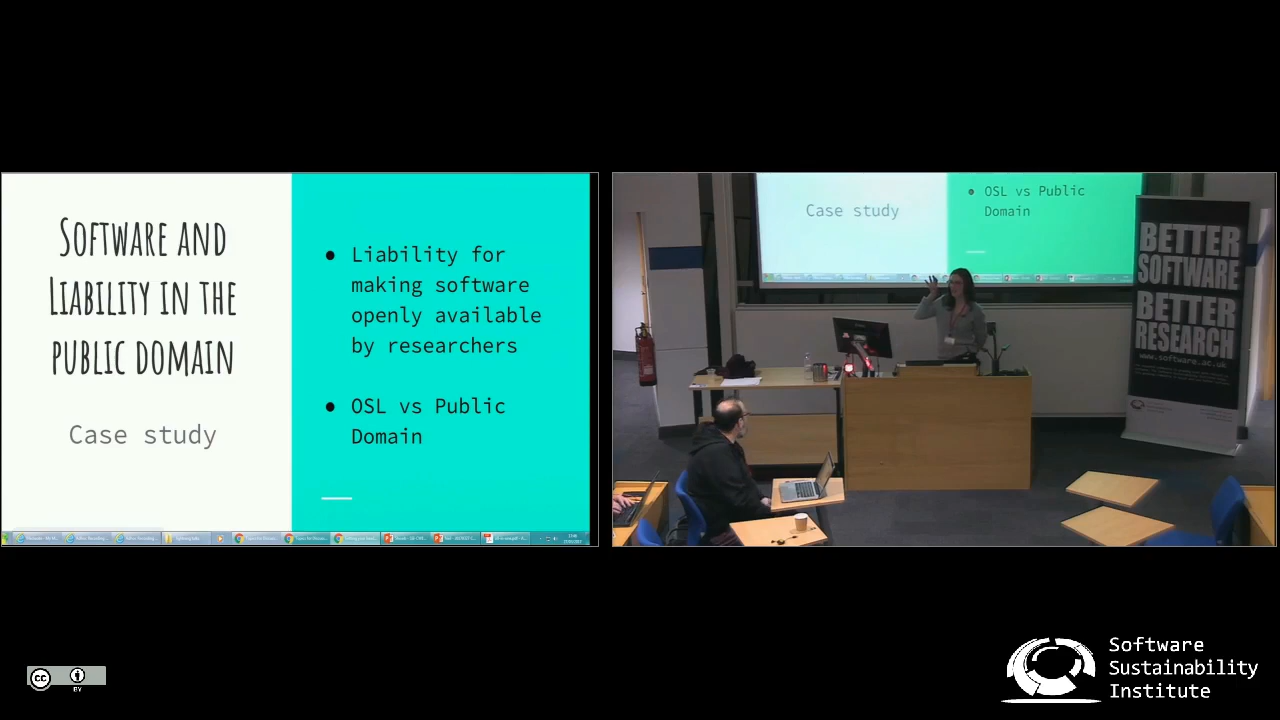 SOFTWARE AND
LIABILITY IN THE
PUBLIC DOMAIN
Case study
● Liability for
making software
openly available
by researchers
● OSL vs Public
Domain
Case study
● OSL vs Public
Domain
BETTER
SOFTWARE
BETTER
RESEARCH
www.software.ac.uk
cc
BY
Software
Sustainability
Institute